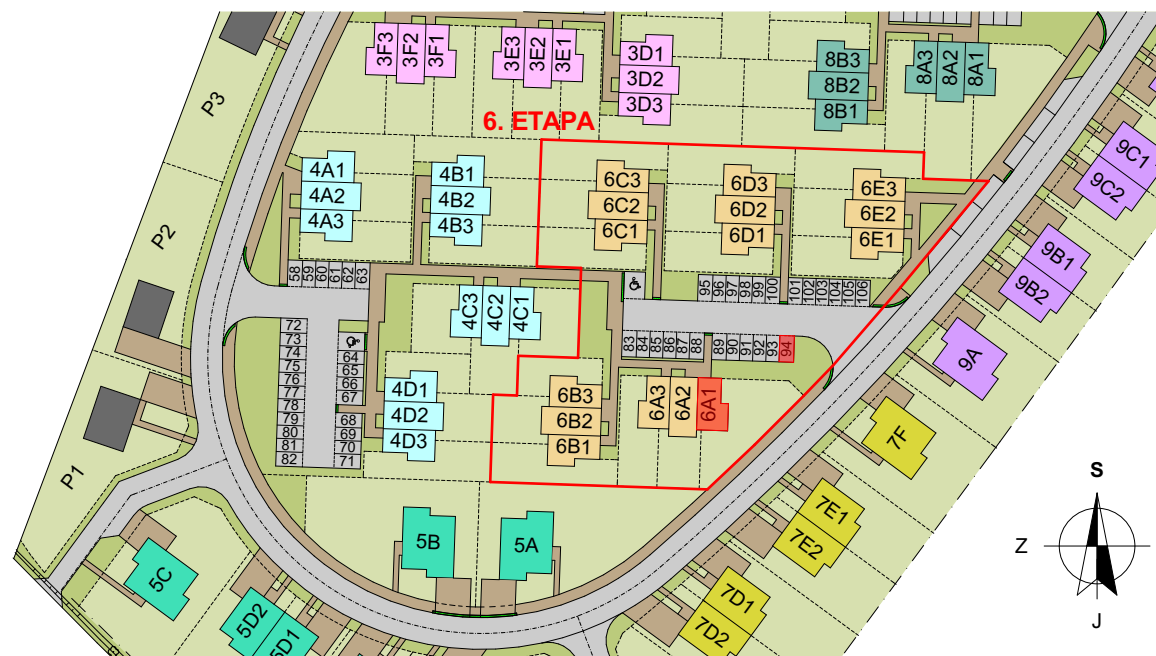 3F3
3F2
3F1
3E3
3E2
3E1
3D1
3D2
3D3
8B3
8B2
8B1
8A3
8A2
8A1
P3
6. ETAPA
9C1
9C2
4A1
4A2
4A3
4B1
4B2
4B3
6C3
6C2
6C1
6D3
6D2
6D1
6E3
6E2
6E1
P2
9B1
9B2
58
59
60
61
62
63
95
96
97
98
99
100
101
102
103
104
105
106
4C3
4C2
4C1
72
73
74
75
76
77
78
79
80
81
82
64
65
66
67
68
69
70
71
83
84
85
86
87
88
89
90
91
92
93
94
9A
4D1
4D2
4D3
6B3
6B2
6B1
6A3
6A2
6A1
7F
P1
S
Z
J
7E1
7E2
5B
5A
5C
5D2
5D1
7D1
7D2